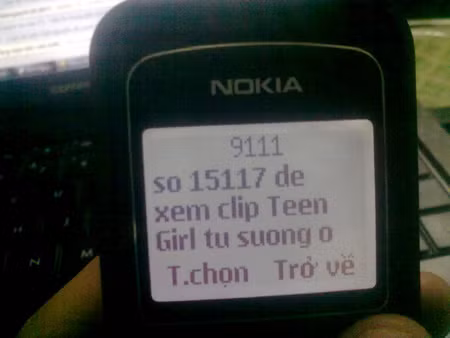 NOKIA
9111
so 15117 de
xem clip Teen
Girl tu suong o
T.chọn Trở về